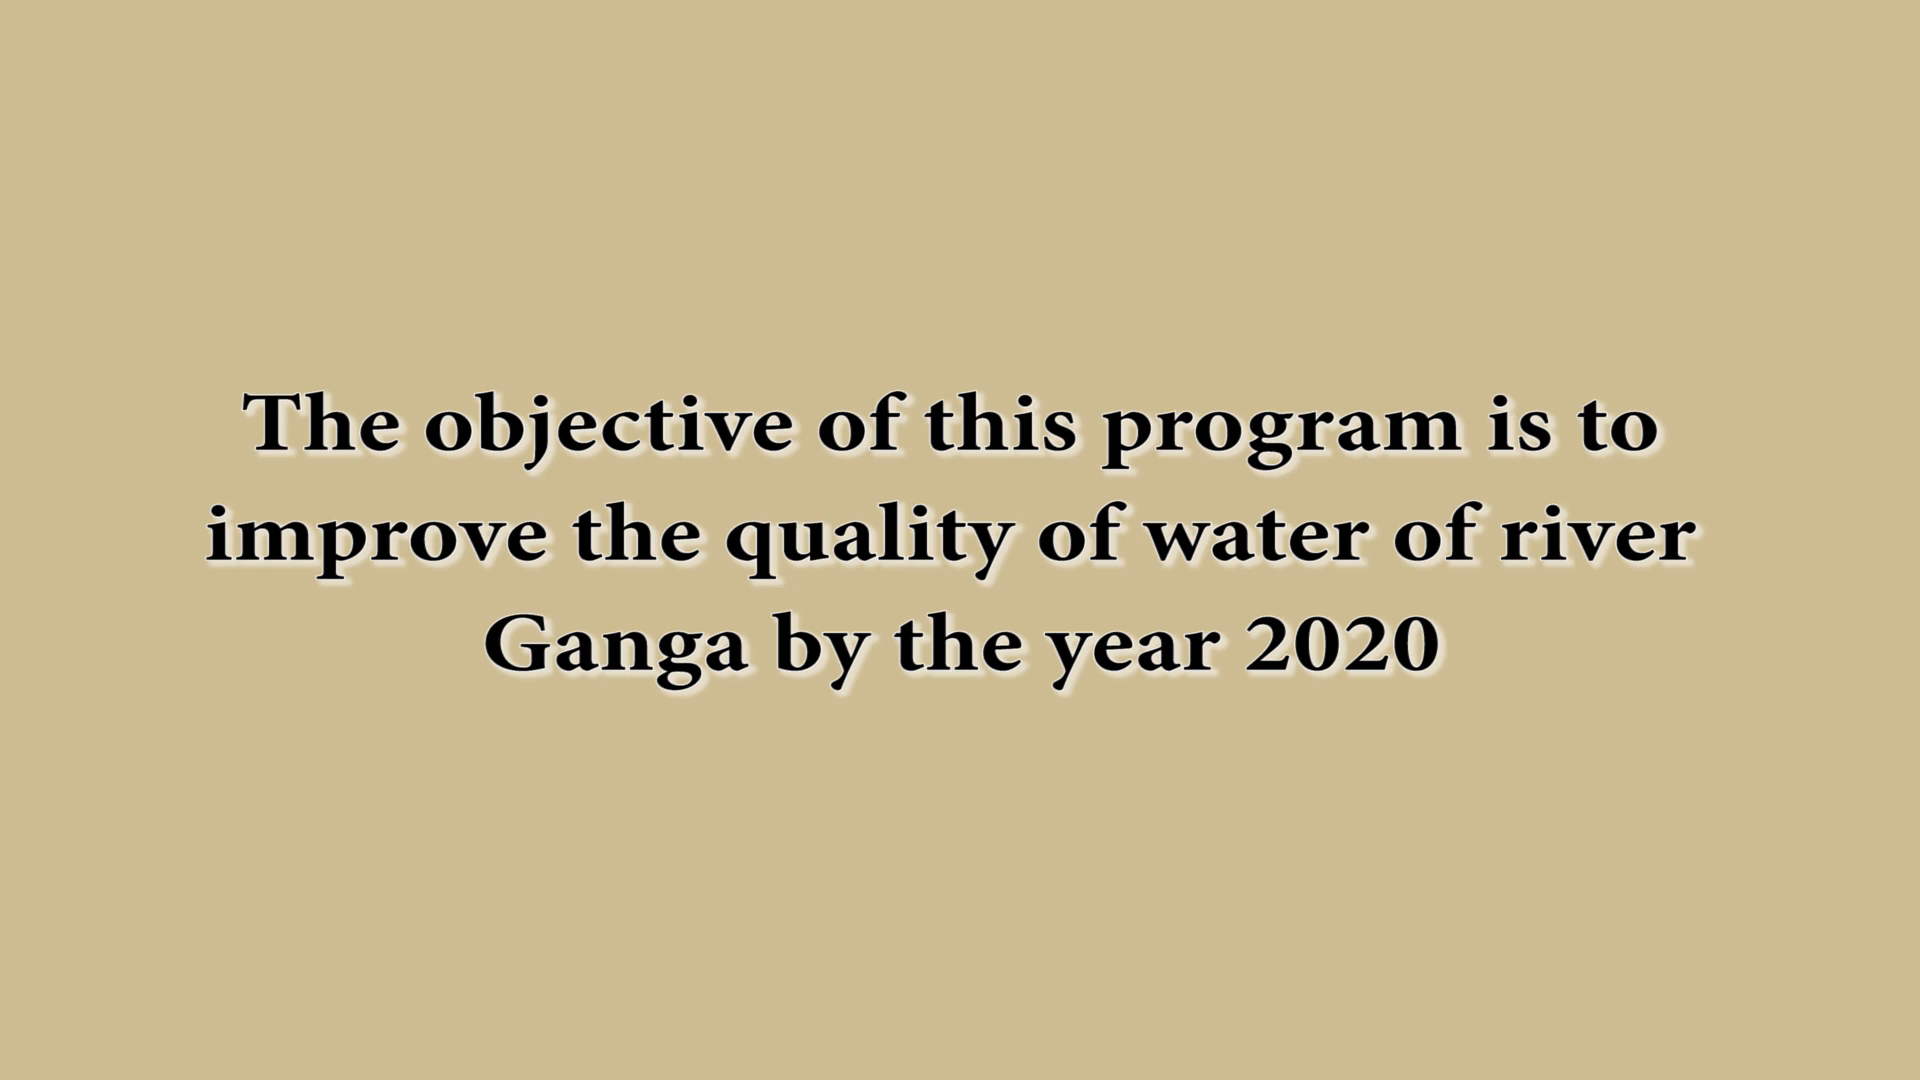 The objective of this program is to
improve the quality of water of river
Ganga by the year 2020